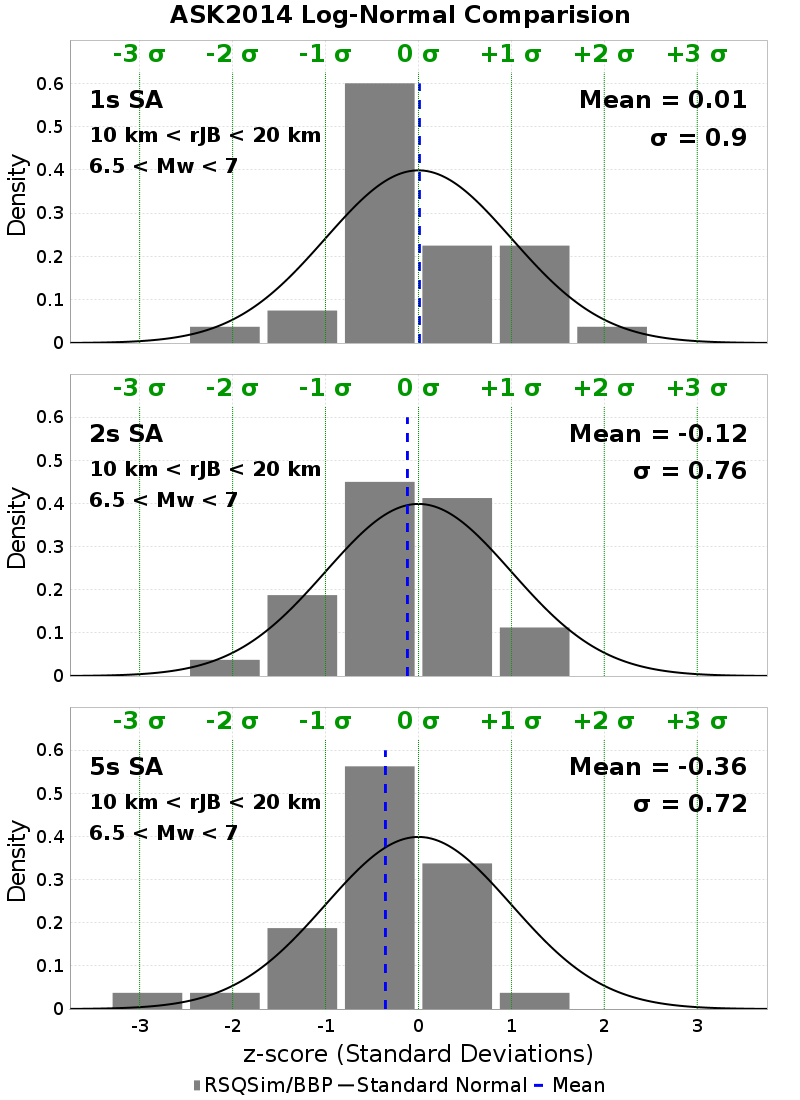 ASK2014 Log-Normal Comparision
-3 σ -2 σ -1 σ 0 σ +1 σ +2 σ +3 σ
1s SA
10 km < rJB < 20 km
6.5 < Mw < 7
Mean = 0.01
σ = 0.9
Density
0.6
0.5
0.4
0.3
0.2
0.1
0
-3 σ -2 σ -1 σ 0 σ +1 σ +2 σ +3 σ
2s SA
10 km < rJB < 20 km
6.5 < Mw < 7
Mean = -0.12
σ = 0.76
Density
0.6
0.5
0.4
0.3
0.2
0.1
0
-3 σ -2 σ -1 σ 0 σ +1 σ +2 σ +3 σ
5s SA
10 km < rJB < 20 km
6.5 < Mw < 7
Mean = -0.36
σ = 0.72
Density
0.6
0.5
0.4
0.3
0.2
0.1
0
-3 -2 -1 0 1 2 3
z-score (Standard Deviations)
RSQSim/BBP Standard Normal Mean